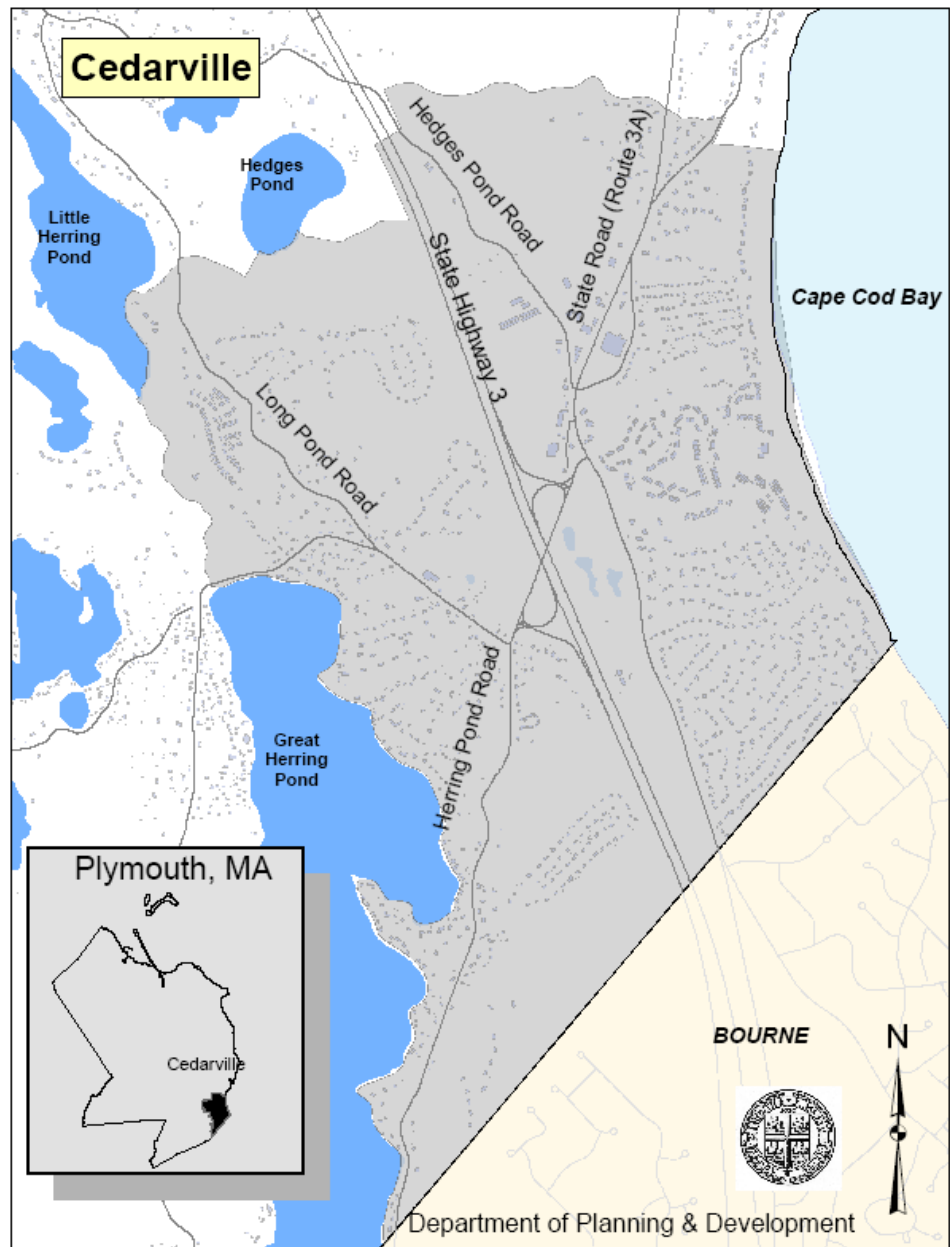 Cedarville
Hedges
Pond
Little
Herring
Pond
Hedges Pond Road
State Road (Route 3A)
State Highway 3
Cape Cod Bay
Long Pond Road
Herring Pond Road
Great
Herring
Pond
Plymouth, MA
Cedarville
BOURNE
N
Department of Planning & Development